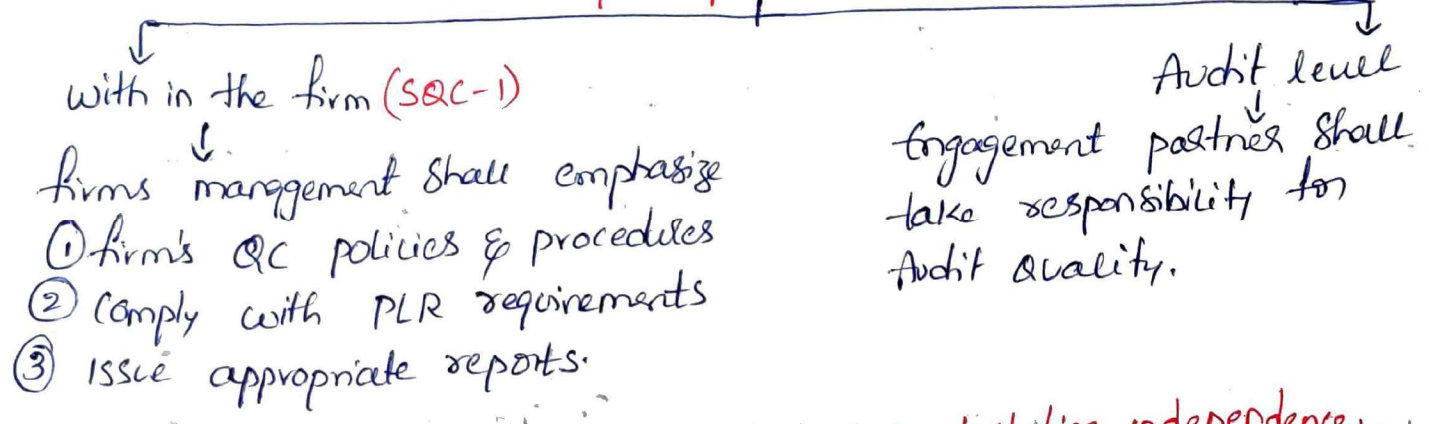 with in the firm (SQC-1)
firms management shall emphasize
① firm's QC policies & procedures
② comply with PLR requirements
③ Issue appropriate reports.
Audit level
Engagement partner shall
take responsibility for
Audit Quality.
independence.